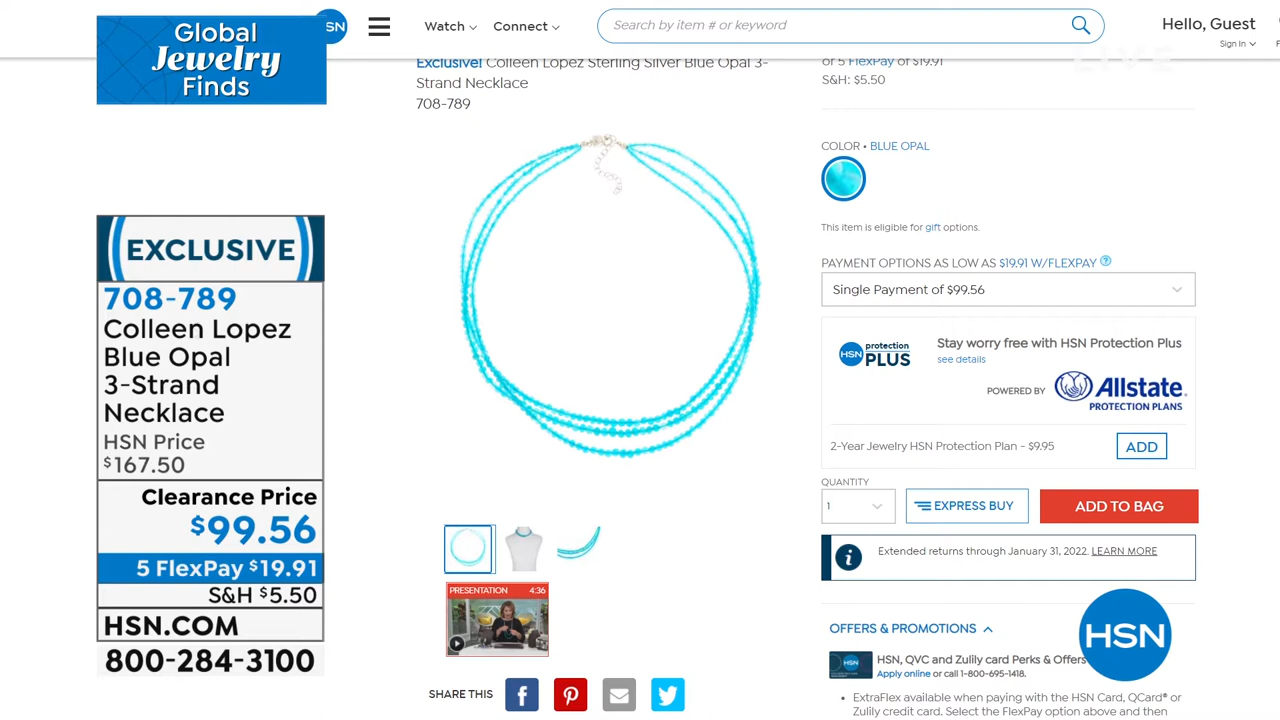 Global
Jewelry
Finds
SN
Watch
Connect
Search by item # or keyword
Hello, Guest
Sign In
LIVE
Exclusive! Colleen Lopez Sterling Silver Blue Opal 3-
Strand Necklace
708-789
or 5 FlexPay of $19.91
S&H: $5.50
COLOR • BLUE OPAL
This item is eligible for gift options.
PAYMENT OPTIONS AS LOW AS $19.91 W/FLEXPAY ?
Single Payment of $99.56
HSN protection PLUS
Stay worry free with HSN Protection Plus
see details
POWERED BY Allstate
PROTECTION PLANS
2-Year Jewelry HSN Protection Plan - $9.95
ADD
QUANTITY
1
EXPRESS BUY
ADD TO BAG
i
Extended returns through January 31, 2022. LEARN MORE
OFFERS & PROMOTIONS
HSN
HSN, QVC and Zulily card Perks & Offers
Apply online or call 1-800-695-1418.
• ExtraFlex available when paying with the HSN Card, QCard® or
Zulily credit card. Select the FlexPay option above and then
HSN
EXCLUSIVE
708-789
Colleen Lopez
Blue Opal
3-Strand
Necklace
HSN Price
$167.50
Clearance Price
$99.56
5 FlexPay $19.91
S&H $5.50
HSN.COM
800-284-3100
PRESENTATION 4:36
SHARE THIS